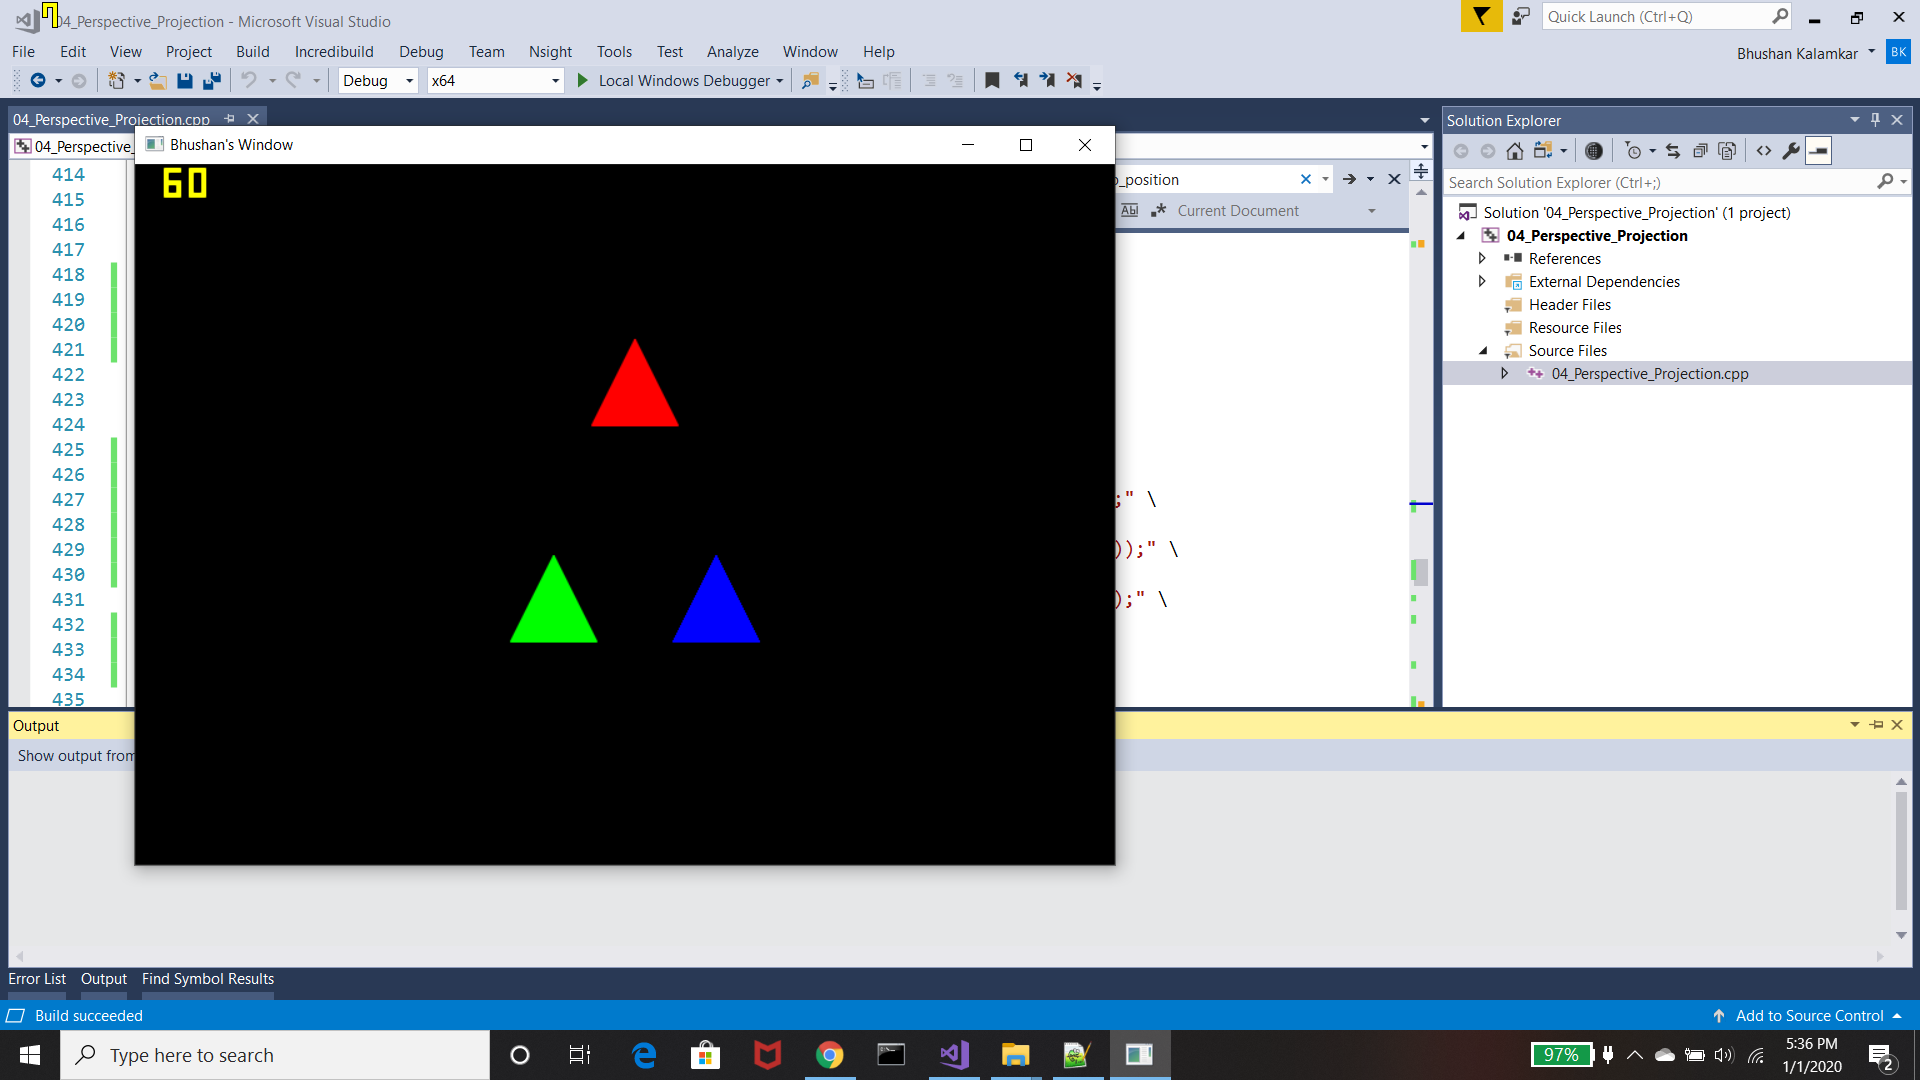 04_Perspective_Projection - Microsoft Visual Studio
Quick Launch (Ctrl+Q)
File Edit View Project Build Incredibuild Debug Team Nsight Tools Test Analyze Window Help
Bhushan Kalamkar BK
Debug x64 Local Windows Debugger
04_Perspective_Projection.cpp
04_Perspective_
Bhushan's Window
60
_position
Current Document
414
415
416
417
418
419
420
421
422
423
424
425
426
427
;" \
428
429
));" \
430
431
);" \
432
433
434
435
Solution Explorer
Search Solution Explorer (Ctrl+;)
Solution '04_Perspective_Projection' (1 project)
04_Perspective_Projection
References
External Dependencies
Header Files
Resource Files
Source Files
04_Perspective_Projection.cpp
Output
Show output from
Error List Output Find Symbol Results
Build succeeded
Add to Source Control
Type here to search
97%
5:36 PM
1/1/2020
2